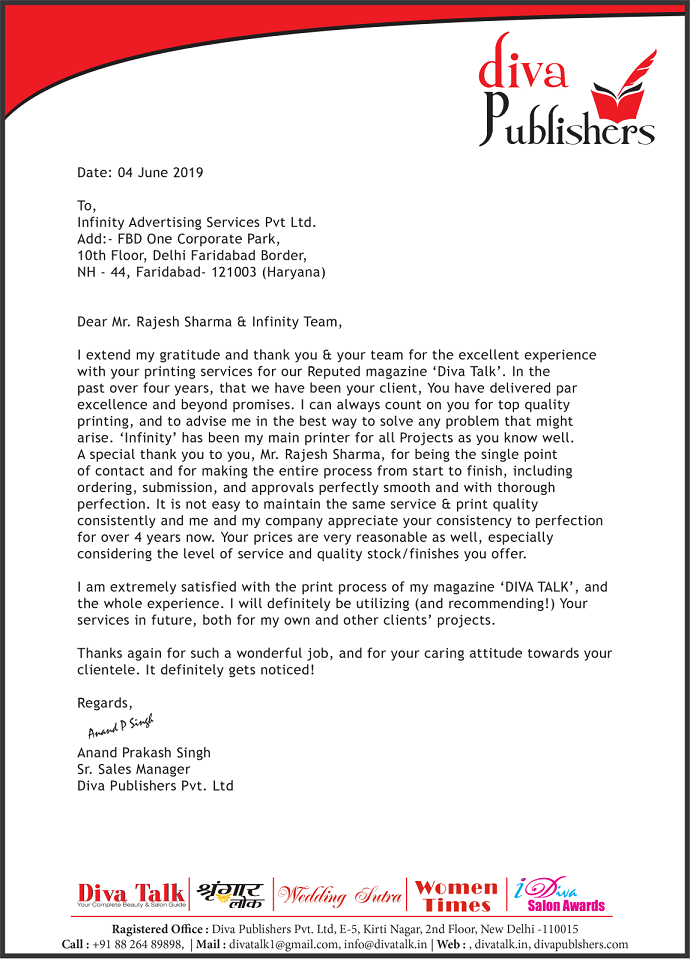 diva
Publishers
Date: 04 June 2019
To,
Infinity Advertising Services Pvt Ltd.
Add:- FBD One Corporate Park,
10th Floor, Delhi Faridabad Border,
NH - 44, Faridabad- 121003 (Haryana)
Dear Mr. Rajesh Sharma & Infinity Team,
I extend my gratitude and thank you & your team for the excellent experience
with your printing services for our Reputed magazine ‘Diva Talk’. In the
past over four years, that we have been your client, You have delivered par
excellence and beyond promises. I can always count on you for top quality
printing, and to advise me in the best way to solve any problem that might
arise. ‘Infinity’ has been my main printer for all Projects as you know well.
A special thank you to you, Mr. Rajesh Sharma, for being the single point
of contact and for making the entire process from start to finish, including
ordering, submission, and approvals perfectly smooth and with thorough
perfection. It is not easy to maintain the same service & print quality
consistently and me and my company appreciate your consistency to perfection
for over 4 years now. Your prices are very reasonable as well, especially
considering the level of service and quality stock/finishes you offer.
I am extremely satisfied with the print process of my magazine ‘DIVA TALK’, and
the whole experience. I will definitely be utilizing (and recommending!) Your
services in future, both for my own and other clients’ projects.
Thanks again for such a wonderful job, and for your caring attitude towards your
clientele. It definitely gets noticed!
Regards,
Anand P Singh
Anand Prakash Singh
Sr. Sales Manager
Diva Publishers Pvt. Ltd
Diva Talk
Your Complete Beauty & Salon Guide
श्रृंगार
लोक
Wedding Sutra
Women
Times
i Diva
Salon Awards
Registered Office : Diva Publishers Pvt. Ltd, E-5, Kirti Nagar, 2nd Floor, New Delhi -110015
Call : +91 88 264 89898, | Mail : divatalk1@gmail.com, info@divatalk.in | Web : , divatalk.in, divapublshers.com